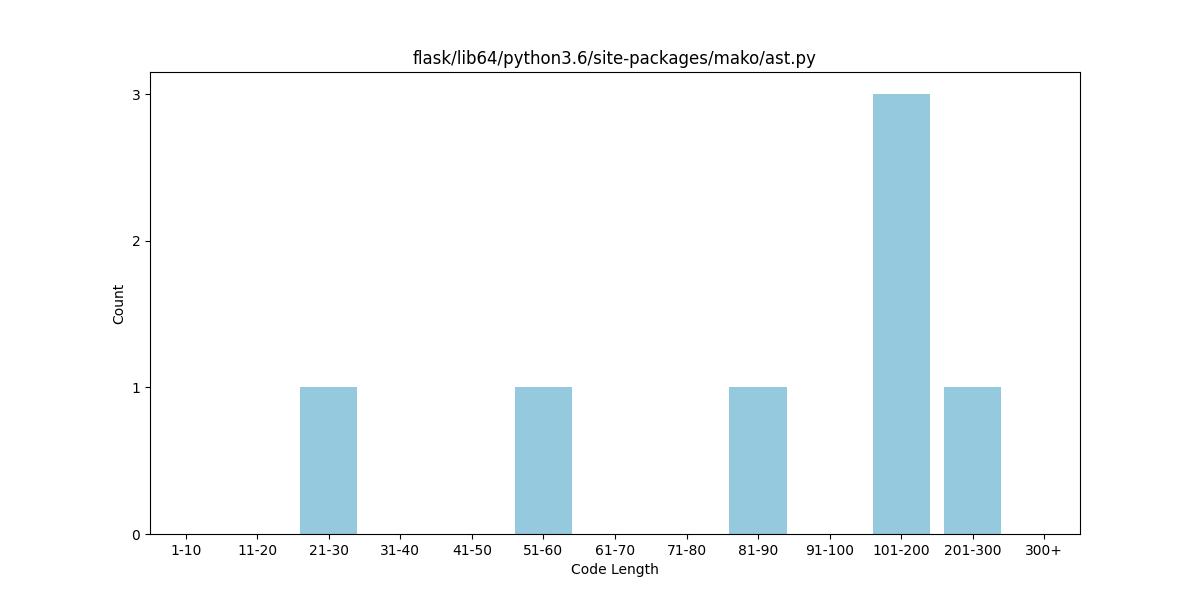 flask/lib64/python3.6/site-packages/mako/ast.py
3
2
1
0
Count
1-10 11-20 21-30 31-40 41-50 51-60 61-70 71-80 81-90 91-100 101-200 201-300 300+
Code Length